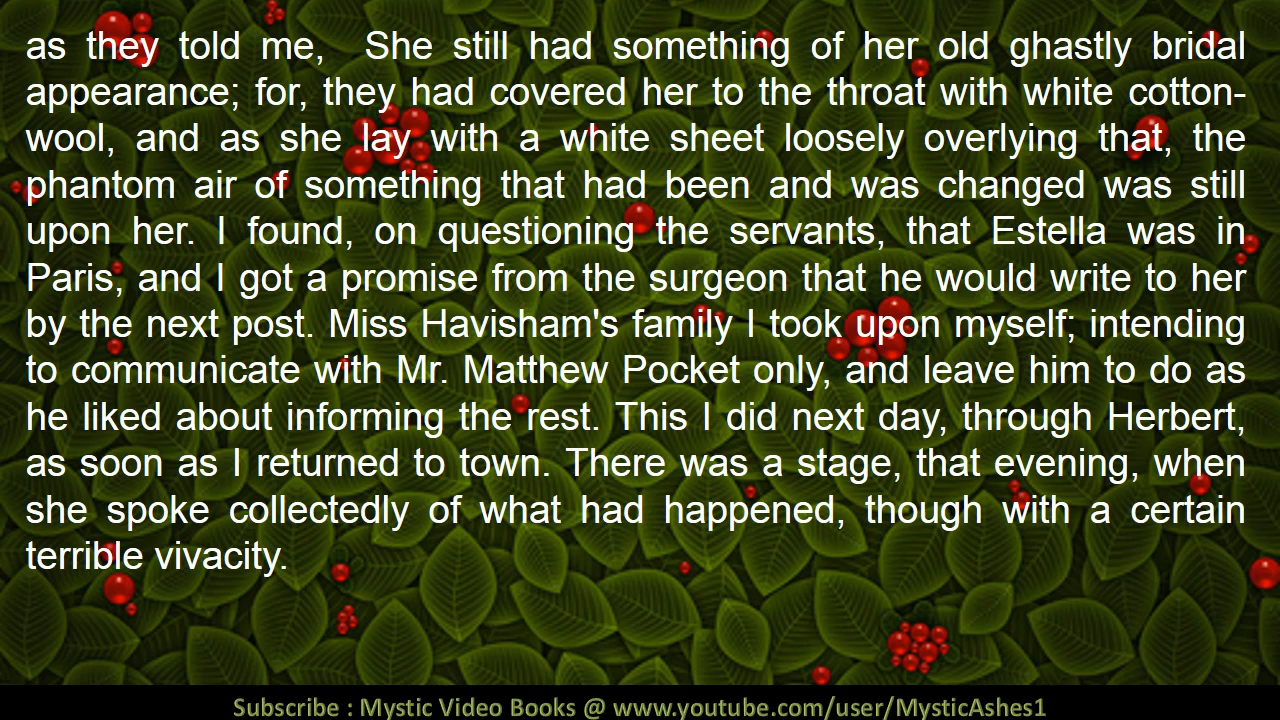 as they told me,  She still had something of her old ghastly bridal
appearance; for, they had covered her to the throat with white cotton-
wool, and as she lay with a white sheet loosely overlying that, the
phantom air of something that had been and was changed was still
upon her. I found, on questioning the servants, that Estella was in
Paris, and I got a promise from the surgeon that he would write to her
by the next post. Miss Havisham's family I took upon myself; intending
to communicate with Mr. Matthew Pocket only, and leave him to do as
he liked about informing the rest. This I did next day, through Herbert,
as soon as I returned to town. There was a stage, that evening, when
she spoke collectedly of what had happened, though with a certain
terrible vivacity.
Subscribe : Mystic Video Books @ www.youtube.com/user/MysticAshes1